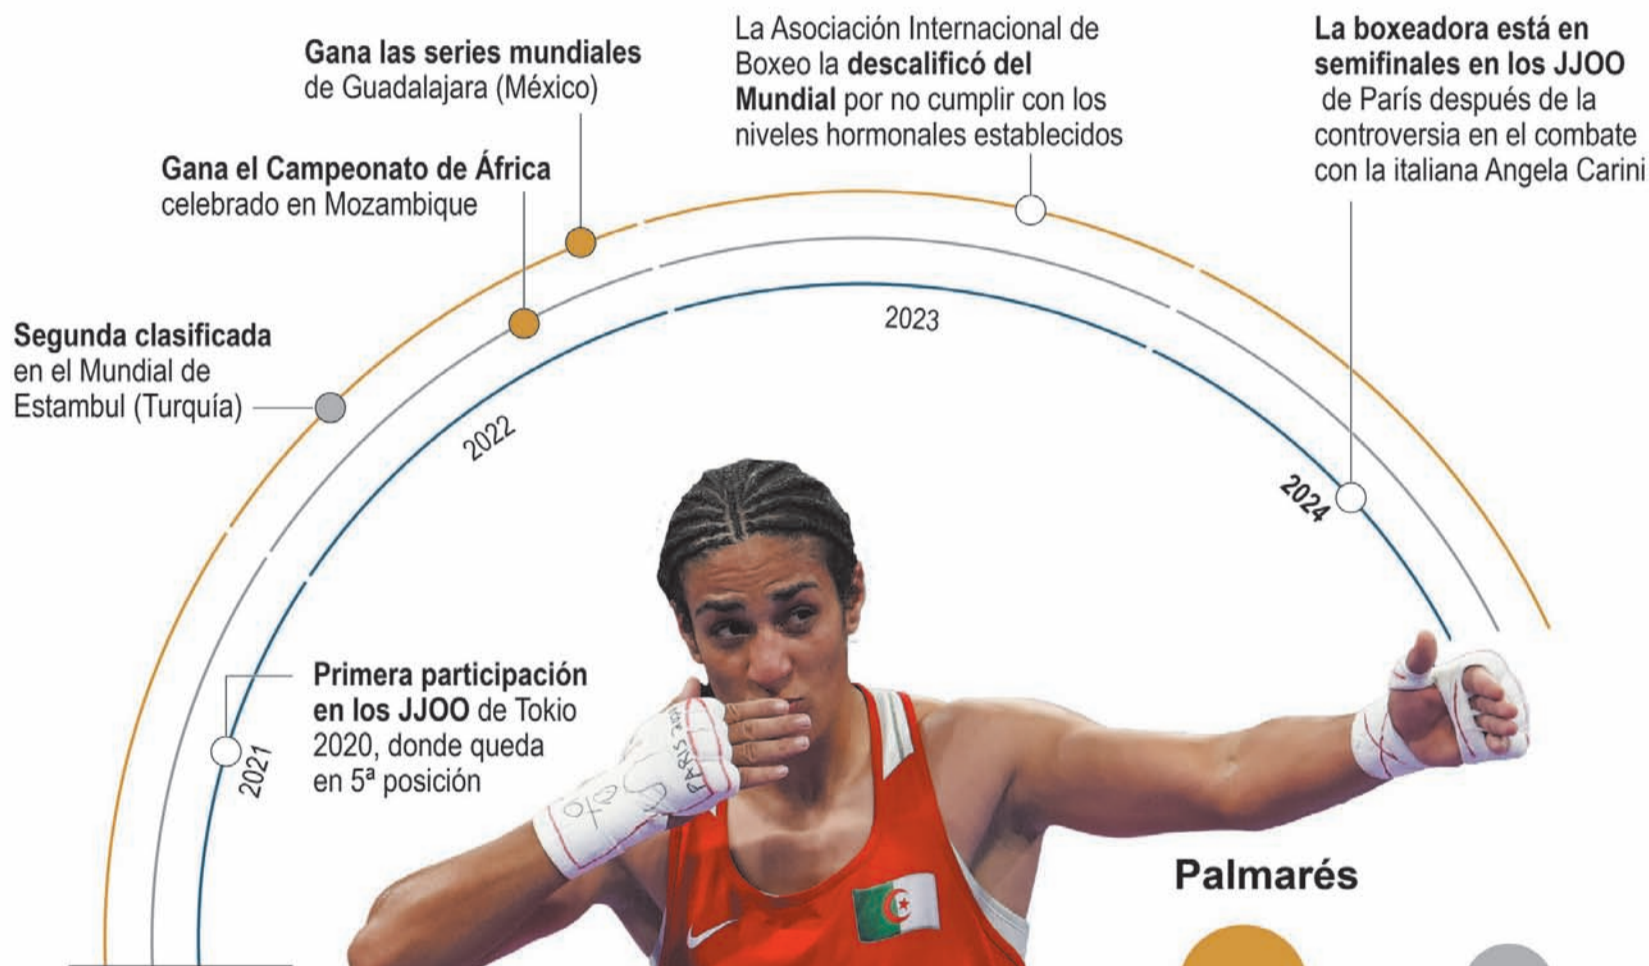 Gana las series mundiales
de Guadalajara (México)
La Asociación Internacional de
Boxeo la descalificó del
Mundial por no cumplir con los
niveles hormonales establecidos
La boxeadora está en
semifinales en los JJOO
de París después de la
controversia en el combate
con la italiana Angela Carini
Gana el Campeonato de África
celebrado en Mozambique
Segunda clasificada
en el Mundial de
Estambul (Turquía)
2023
2022
2024
Primera participación
en los JJOO de Tokio
2020, donde queda
en 5ª posición
2021
PARIS
Palmarés